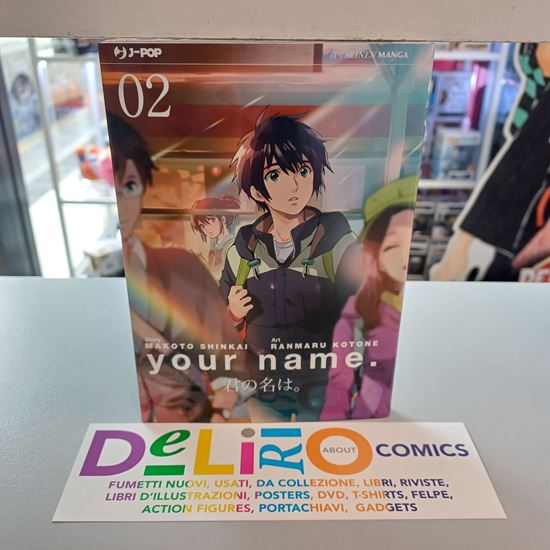 J-POP
J-POP SEINEN MANGA
02
Story
Art
MAKOTO SHINKAI
RANMARU KOTONE
your name.
君の名は。
DeLiRiO
ABOUT
COMICS
FUMETTI NUOVI, USATI, DA COLLEZIONE, LIBRI, RIVISTE,
LIBRI D'ILLUSTRAZIONI, POSTERS, DVD, T-SHIRTS, FELPE,
ACTION FIGURES, PORTACHIAVI, GADGETS